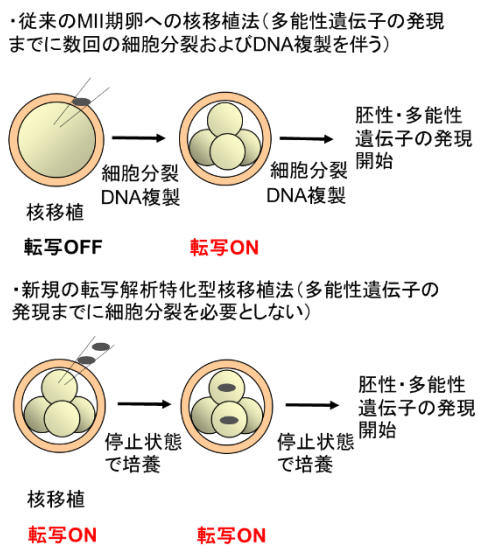 ・従来のMII期卵への核移植法（多能性遺伝子の発現
までに数回の細胞分裂およびDNA複製を伴う）
胚性・多能性
遺伝子の発現
開始
細胞分裂
DNA複製
細胞分裂
DNA複製
核移植
転写OFF
転写ON
・新規の転写解析特化型核移植法（多能性遺伝子の
発現までに細胞分裂を必要としない）
胚性・多能性
遺伝子の発現
開始
停止状態
で培養
停止状態
で培養
核移植
転写ON
転写ON